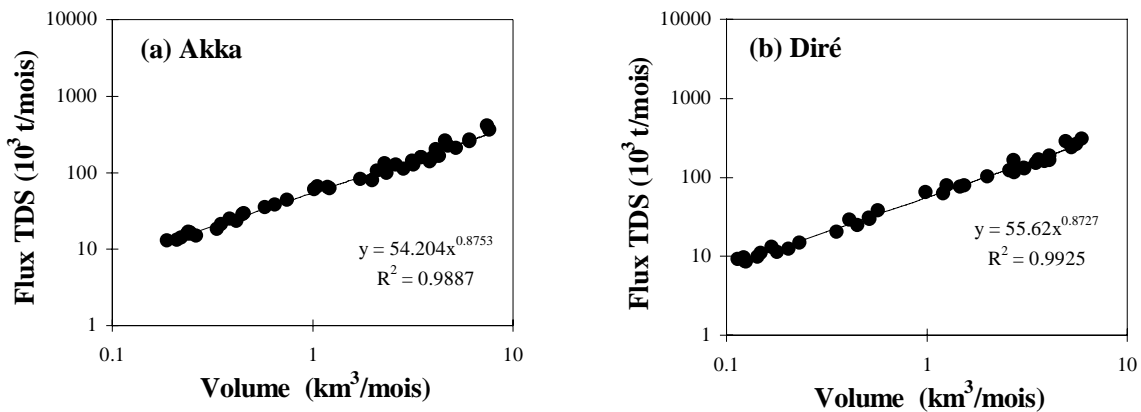 (a) Akka
Flux TDS (10³ t/mois)
10000
1000
100
10
1
0.1
1
10
y = 54.204x^0.8753
R² = 0.9887
Volume (km³/mois)
(b) Diré
Flux TDS (10³ t/mois)
10000
1000
100
10
1
0.1
1
10
y = 55.62x^0.8727
R² = 0.9925
Volume (km³/mois)